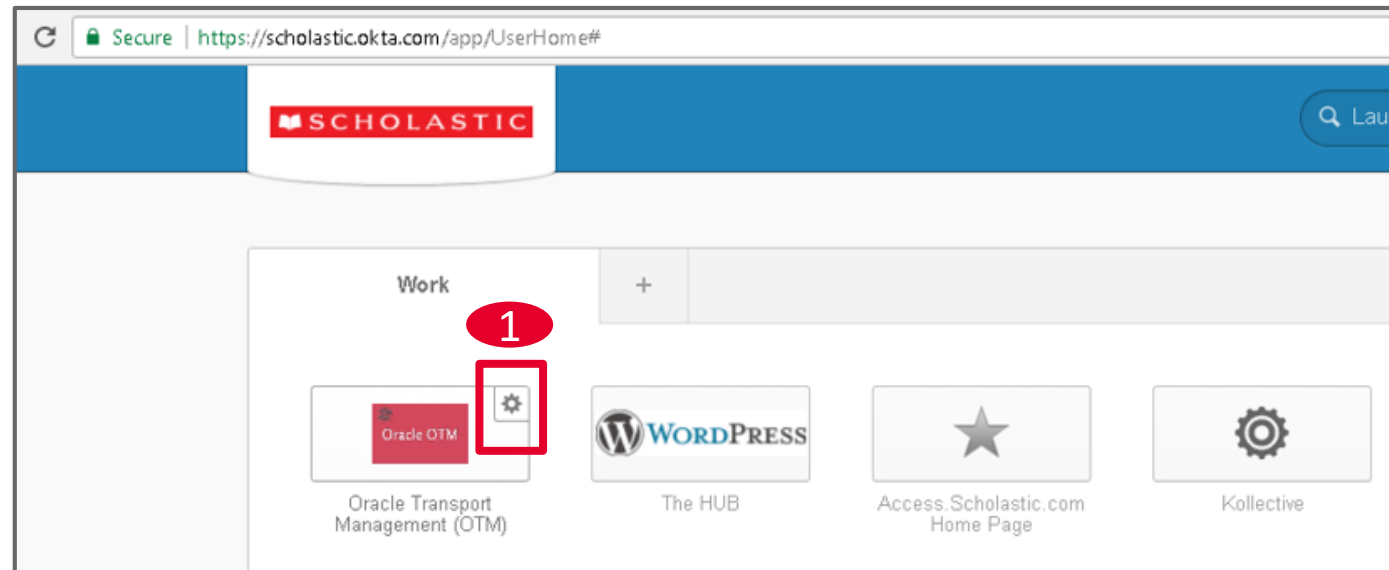 Secure | https://scholastic.okta.com/app/UserHome#
SCHOLASTIC
Lau
Work +
1
Oracle OTM
WORDPRESS
Oracle Transport
Management (OTM)
The HUB
Access.Scholastic.com
Home Page
Kollective